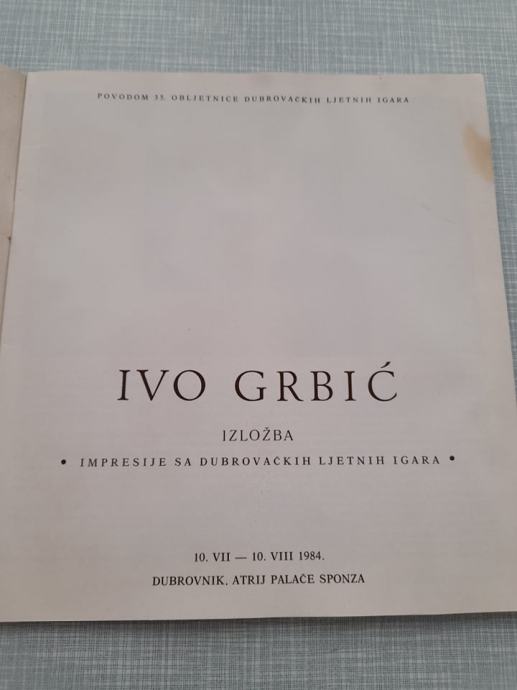 POVODOM 35. OBLJETNICE DUBROVAČKIH LJETNIH IGARA
IVO GRBIĆ
IZLOŽBA
• IMPRESIJE SA DUBROVAČKIH LJETNIH IGARA •
10. VII — 10. VIII 1984.
DUBROVNIK, ATRIJ PALAČE SPONZA